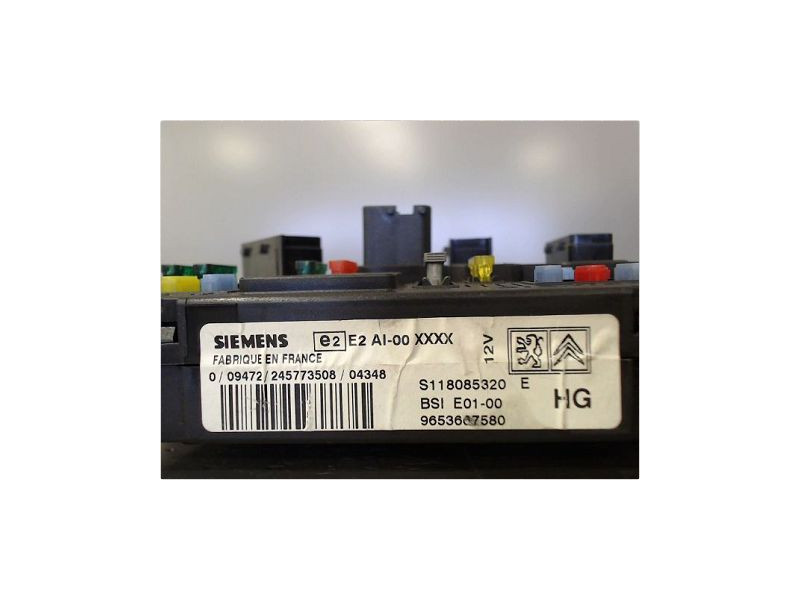 SIEMENS e2 E2 AI-00 XXXX 12V
FABRIQUE EN FRANCE
0 / 09472 / 245773508 / 04348
S118085320 E
BSI E01-00 HG
9653667580